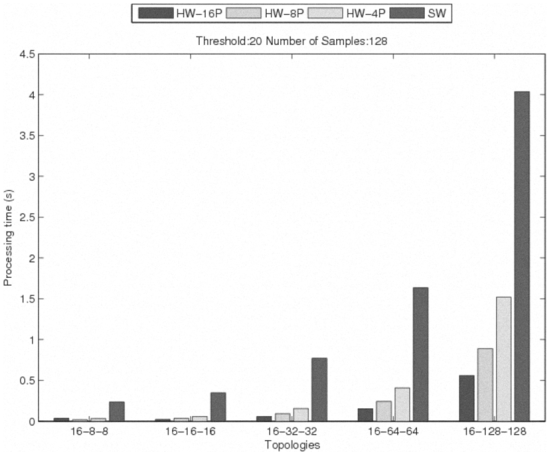 HW-16P HW-8P HW-4P SW
Threshold:20 Number of Samples:128
4.5
4
3.5
3
2.5
2
1.5
1
0.5
0
Processing time (s)
16-8-8 16-16-16 16-32-32 16-64-64 16-128-128
Topologies